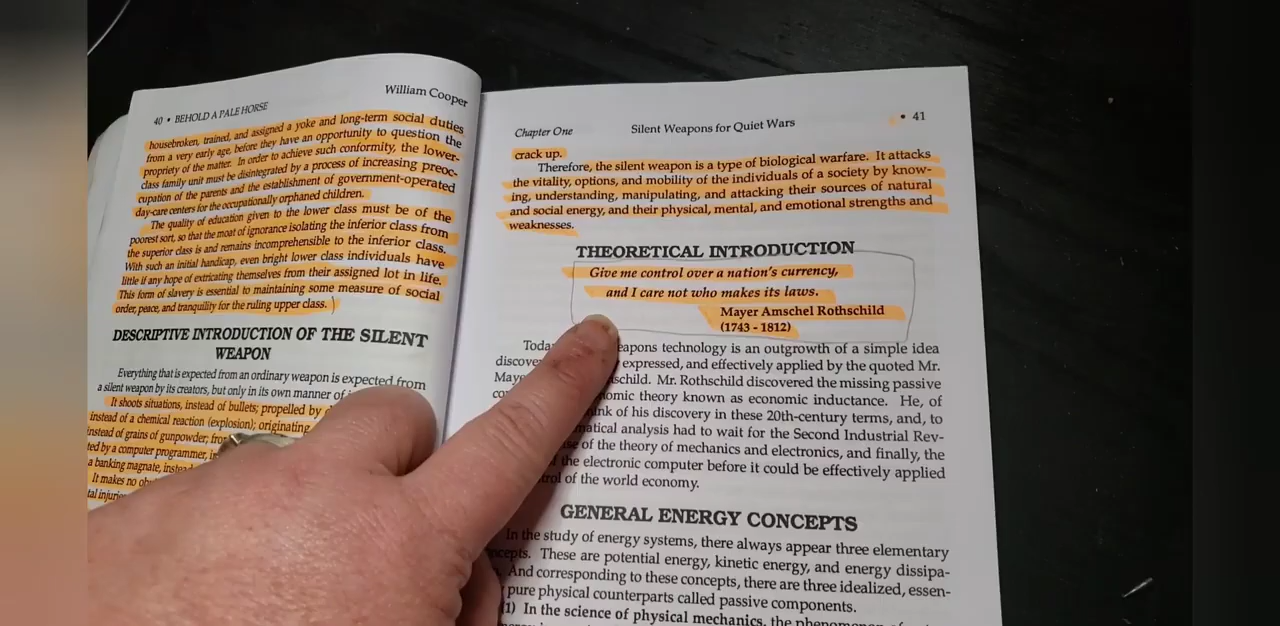 40 • BEHOLD A PALE HORSE
William Cooper
housebroken, trained, and assigned a yoke and long-term social duties
from a very early age, before they have an opportunity to question the
propriety of the matter. In order to achieve such conformity, the lower-
class family unit must be disintegrated by a process of increasing preoc-
cupation of the parents and the establishment of government-operated
day-care centers for the occupationally orphaned children.
The quality of education given to the lower class must be of the
poorest sort, so that the moat of ignorance isolating the inferior class from
the superior class is and remains incomprehensible to the inferior class.
With such an initial handicap, even bright lower class individuals have
little if any hope of extricating themselves from their assigned lot in life.
This form of slavery is essential to maintaining some measure of social
order, peace, and tranquility for the ruling upper class.
DESCRIPTIVE INTRODUCTION OF THE SILENT
WEAPON
Everything that is expected from an ordinary weapon is expected from
a silent weapon by its creators, but only in its own manner of
It shoots situations, instead of bullets; propelled by
instead of a chemical reaction (explosion); originating
instead of grains of gunpowder;
ted by a computer programmer,
a banking magnate,
It makes no
Chapter One
Silent Weapons for Quiet Wars
• 41
crack up.
Therefore, the silent weapon is a type of biological warfare. It attacks
the vitality, options, and mobility of the individuals of a society by know-
ing, understanding, manipulating, and attacking their sources of natural
and social energy, and their physical, mental, and emotional strengths and
weaknesses.
THEORETICAL INTRODUCTION
Give me control over a nation's currency,
and I care not who makes its laws.
Mayer Amschel Rothschild
(1743 - 1812)
technology is an outgrowth of a simple idea
expressed, and effectively applied by the quoted Mr.
Mr. Rothschild discovered the missing passive
theory known as economic inductance. He, of
of his discovery in these 20th-century terms, and, to
analysis had to wait for the Second Industrial Rev-
of the theory of mechanics and electronics, and finally, the
the electronic computer before it could be effectively applied
of the world economy.
GENERAL ENERGY CONCEPTS
In the study of energy systems, there always appear three elementary
These are potential energy, kinetic energy, and energy dissipa-
And corresponding to these concepts, there are three idealized, essen-
pure physical counterparts called passive components.
(1) In the science of physical mechanics, the